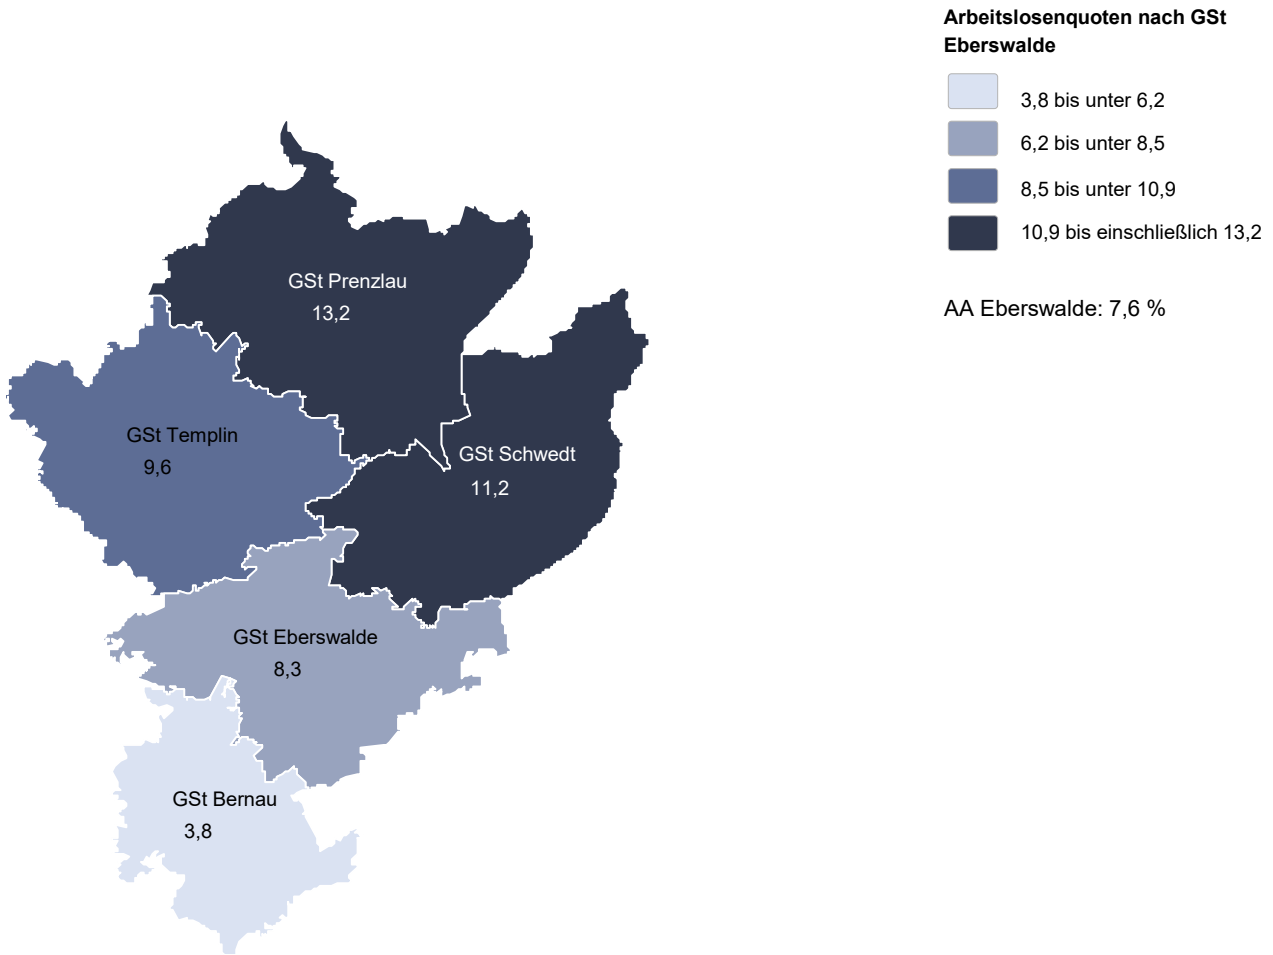 Arbeitslosenquoten nach GSt
Eberswalde
3,8 bis unter 6,2
6,2 bis unter 8,5
8,5 bis unter 10,9
10,9 bis einschließlich 13,2
AA Eberswalde: 7,6 %
GSt Prenzlau
13,2
GSt Templin
9,6
GSt Schwedt
11,2
GSt Eberswalde
8,3
GSt Bernau
3,8